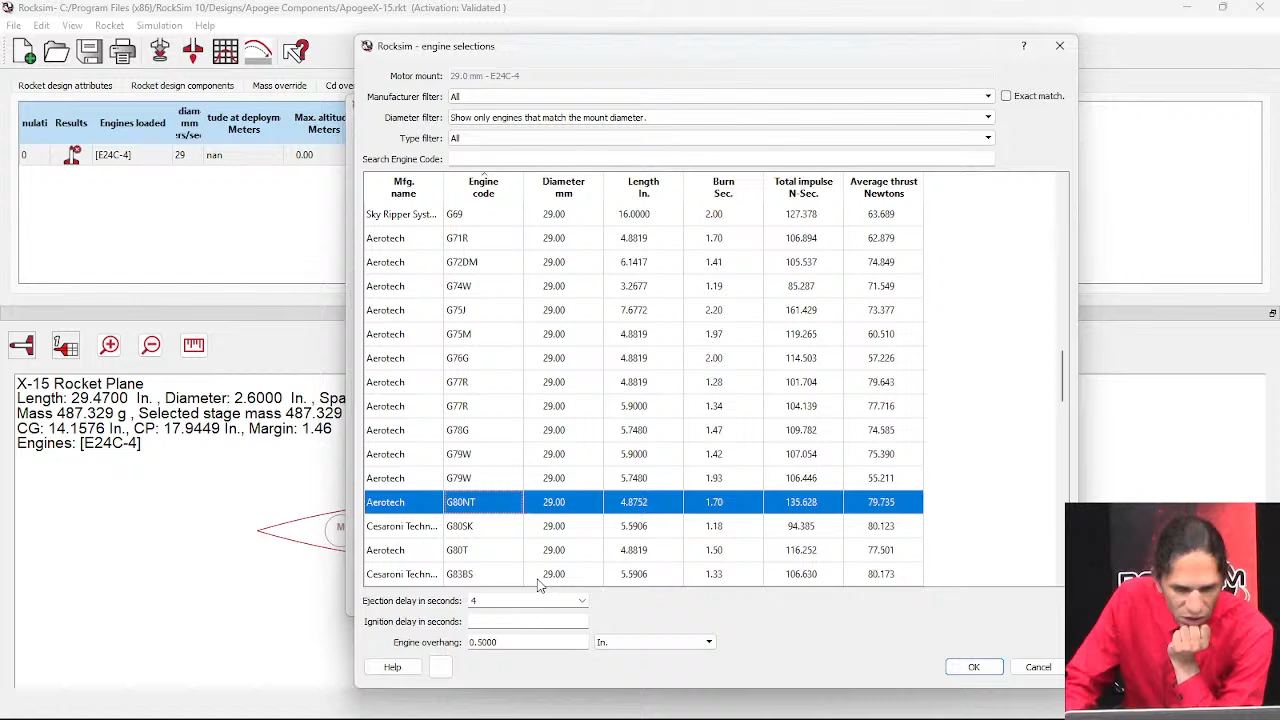 Rocksim- C:/Program Files (x86)/RockSim 10/Designs/Apogee Components/ApogeeX-15.rkt (Activation: Validated )
File Edit View Rocket Simulation Help
Rocket design attributes Rocket design components Mass override Cd over
nulati Results Engines loaded diam ers/sec tude at deploym Meters Max. altitud Meters
0 [E24C-4] 29 nan 0.00
X-15 Rocket Plane
Length: 29.4700 In. , Diameter: 2.6000 In. , Spa
Mass 487.329 g , Selected stage mass 487.329
CG: 14.1576 In., CP: 17.9449 In., Margin: 1.46
Engines: [E24C-4]
M
Rocksim - engine selections
Motor mount: 29.0 mm - E24C-4
Manufacturer filter: All Exact match.
Diameter filter: Show only engines that match the mount diameter.
Type filter: All
Search Engine Code:
Mfg. name Engine code Diameter mm Length In. Burn Sec. Total impulse N-Sec. Average thrust Newtons
Sky Ripper Syst... G69 29.00 16.0000 2.00 127.378 63.689
Aerotech G71R 29.00 4.8819 1.70 106.894 62.879
Aerotech G72DM 29.00 6.1417 1.41 105.537 74.849
Aerotech G74W 29.00 3.2677 1.19 85.287 71.549
Aerotech G75J 29.00 7.6772 2.20 161.429 73.377
Aerotech G75M 29.00 4.8819 1.97 119.265 60.510
Aerotech G76G 29.00 4.8819 2.00 114.503 57.226
Aerotech G77R 29.00 4.8819 1.28 101.704 79.643
Aerotech G77R 29.00 5.9000 1.34 104.139 77.716
Aerotech G78G 29.00 5.7480 1.47 109.782 74.585
Aerotech G79W 29.00 5.9000 1.42 107.054 75.390
Aerotech G79W 29.00 5.7480 1.93 106.446 55.211
Aerotech G80NT 29.00 4.8752 1.70 135.628 79.735
Cesaroni Techn... G80SK 29.00 5.5906 1.18 94.385 80.123
Aerotech G80T 29.00 4.8819 1.50 116.252 77.501
Cesaroni Techn... G83BS 29.00 5.5906 1.33 106.630 80.173
Ejection delay in seconds: 4
Ignition delay in seconds:
Engine overhang: 0.5000 In.
Help OK Cancel